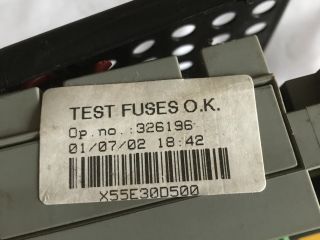 TEST FUSES O.K.
Op.no.:326196
01/07/02 18:42
X55E30D500